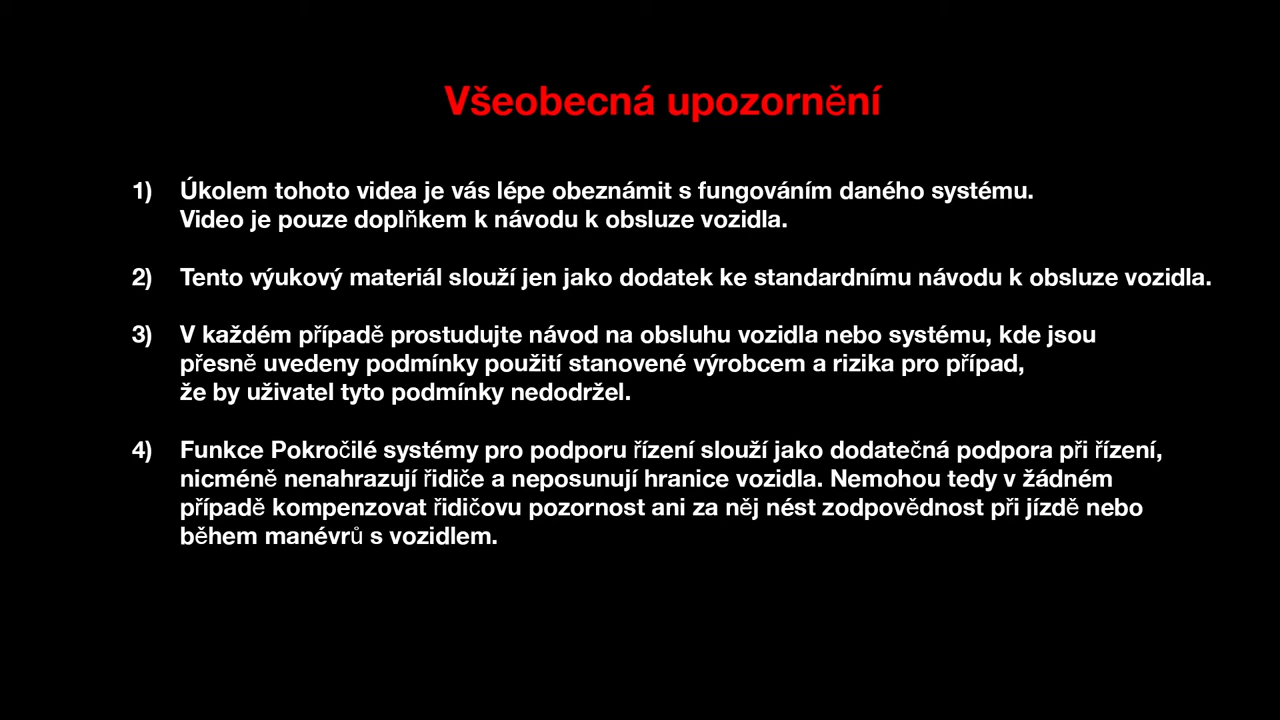 Všeobecná upozornění
1) Úkolem tohoto videa je vás lépe obeznámit s fungováním daného systému.
Video je pouze doplňkem k návodu k obsluze vozidla.
2) Tento výukový materiál slouží jen jako dodatek ke standardnímu návodu k obsluze vozidla.
3) V každém případě prostudujte návod na obsluhu vozidla nebo systému, kde jsou
přesně uvedeny podmínky použití stanovené výrobcem a rizika pro případ,
že by uživatel tyto podmínky nedodržel.
4) Funkce Pokročilé systémy pro podporu řízení slouží jako dodatečná podpora při řízení,
nicméně nenahrazují řidiče a neposunují hranice vozidla. Nemohou tedy v žádném
případě kompenzovat řidičovu pozornost ani za něj nést zodpovědnost při jízdě nebo
během manévrů s vozidlem.